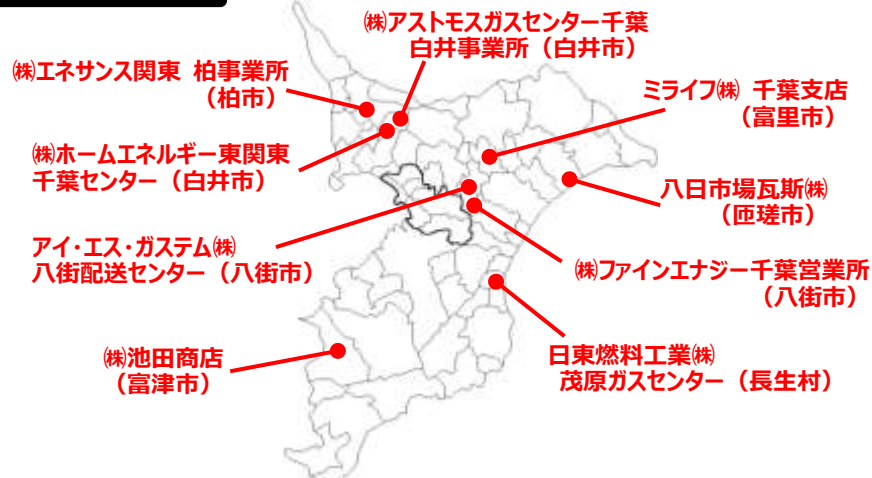 ㈱アストモスガスセンター千葉
白井事業所（白井市）
㈱エネサンス関東 柏事業所
（柏市）
ミライフ㈱ 千葉支店
（富里市）
㈱ホームエネルギー東関東
千葉センター（白井市）
八日市場瓦斯㈱
（匝瑳市）
アイ・エス・ガステム㈱
八街配送センター（八街市）
㈱ファインエナジー千葉営業所
（八街市）
㈱池田商店
（富津市）
日東燃料工業㈱
茂原ガスセンター（長生村）